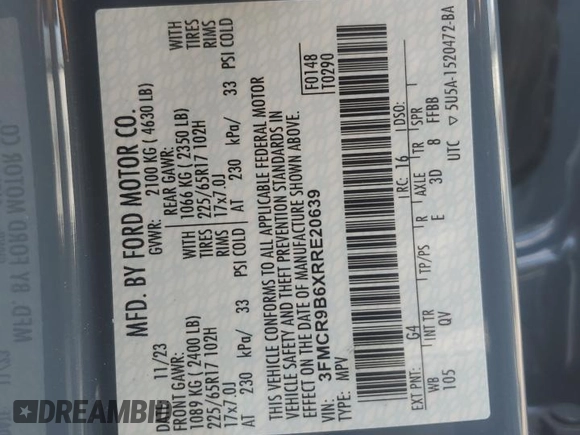 MFD. BY FORD MOTOR CO.
DATE: 11/23 GVWR: 2100 KG ( 4630 LB)
FRONT GAWR: REAR GAWR:
1089 KG ( 2400 LB) WITH 1066 KG ( 2350 LB) WITH
225/65R17 102H TIRES 225/65R17 102H TIRES
17x7.0J RIMS 17x7.0J RIMS
AT 230 kPa/ 33 PSI COLD AT 230 kPa/ 33 PSI COLD
THIS VEHICLE CONFORMS TO ALL APPLICABLE FEDERAL MOTOR
VEHICLE SAFETY AND THEFT PREVENTION STANDARDS IN
EFFECT ON THE DATE OF MANUFACTURE SHOWN ABOVE.
F0148
T0290
VIN: 3FMCR9B6XRRE20639
TYPE: MPV
EXT PNT: G4 RC: 16 DSO:
WB INT TR TP/PS R AXLE TR SPR
105 QV E 3D 8 FFBB
UTC ▽ 5U5A-1520472-BA
DREAMBID